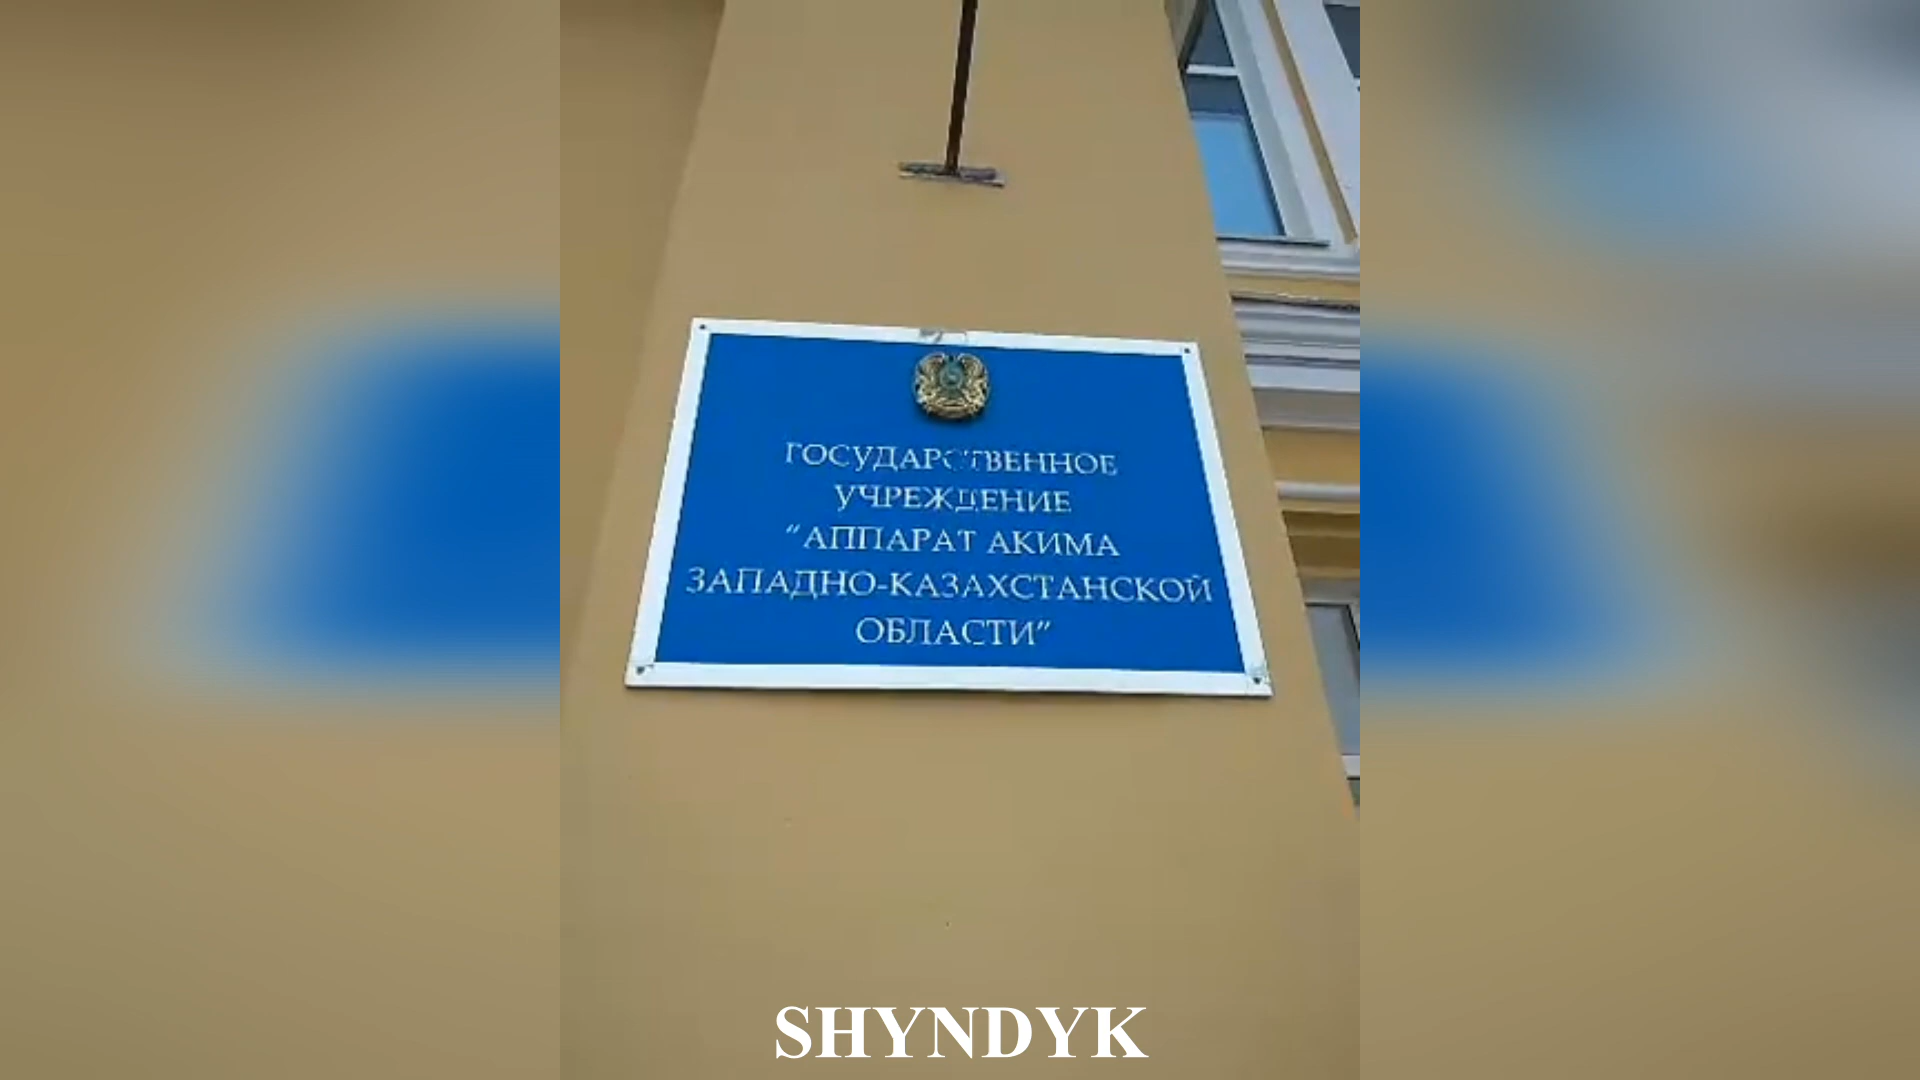 ГОСУДАРСТВЕННОЕ
УЧРЕЖДЕНИЕ
“АППАРАТ АКИМА
ЗАПАДНО-КАЗАХСТАНСКОЙ
ОБЛАСТИ”
SHYNDYK